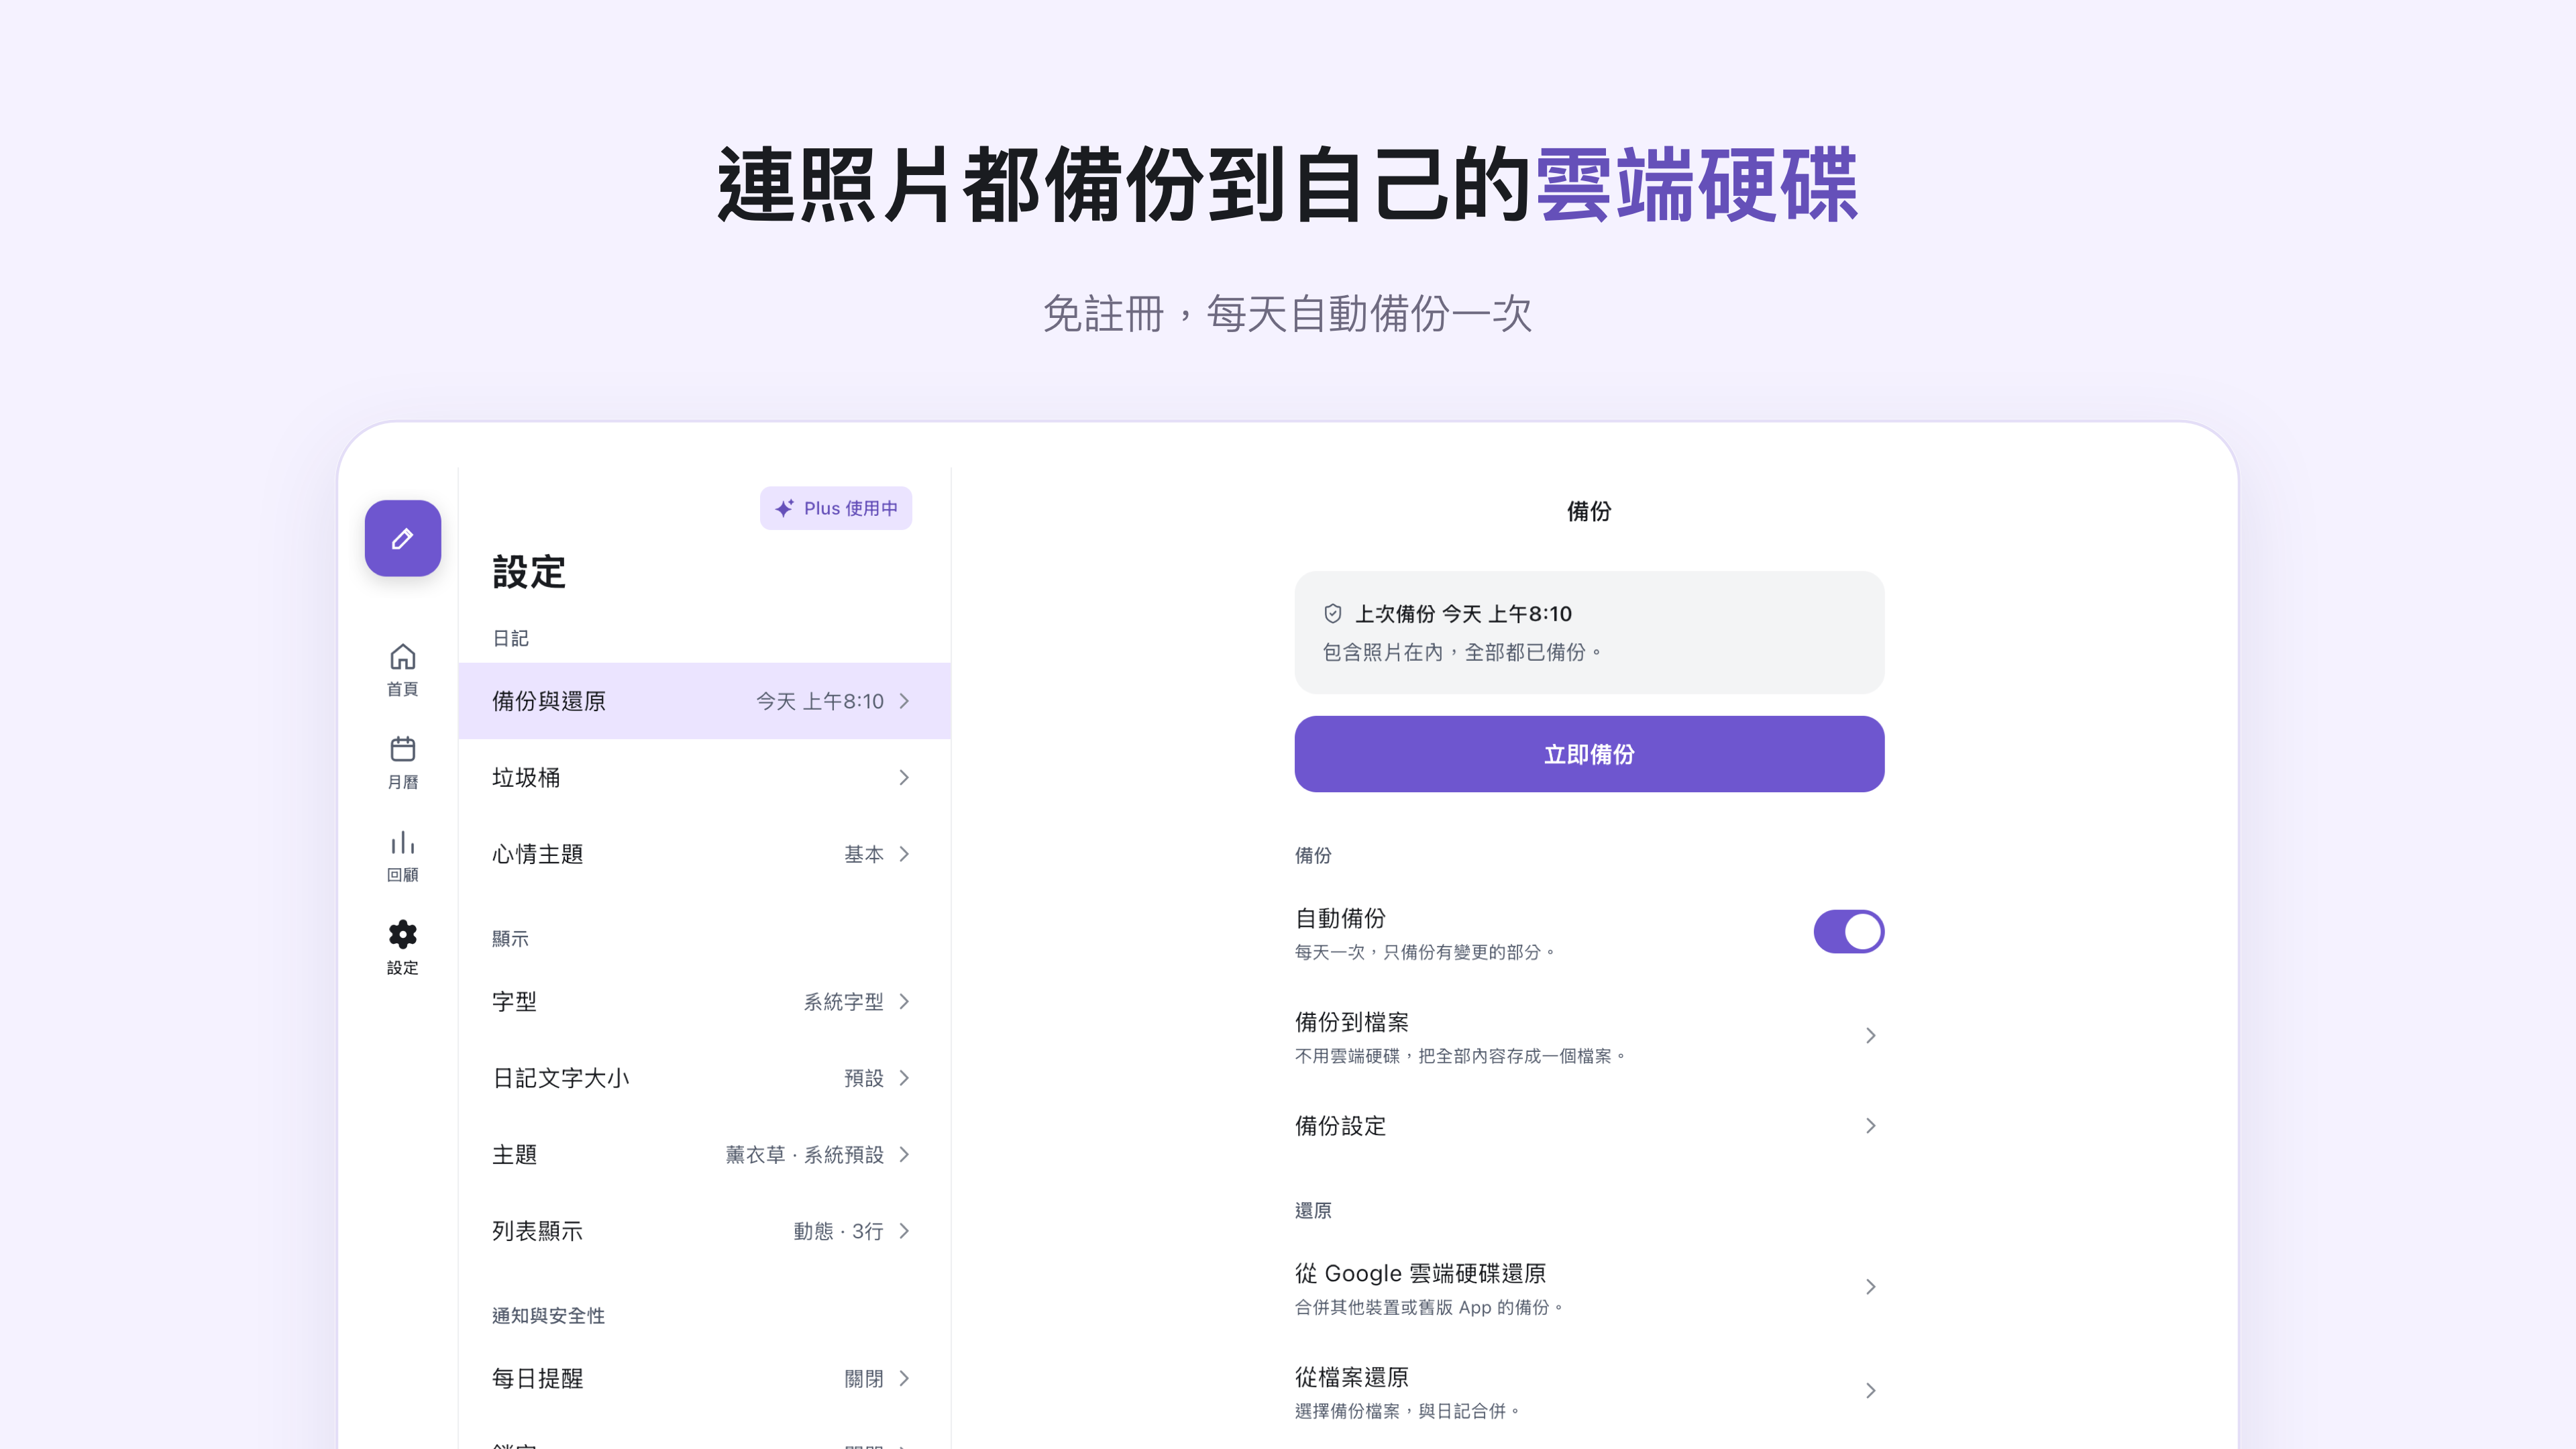 連照片都備份到自己的雲端硬碟
免註冊，每天自動備份一次
首頁
月曆
回顧
設定
Plus 使用中
設定
日記
備份與還原 今天 上午8:10
垃圾桶
心情主題 基本
顯示
字型 系統字型
日記文字大小 預設
主題 薰衣草 · 系統預設
列表顯示 動態 · 3行
通知與安全性
每日提醒 關閉
備份
上次備份 今天 上午8:10
包含照片在內，全部都已備份。
立即備份
備份
自動備份
每天一次，只備份有變更的部分。
備份到檔案
不用雲端硬碟，把全部內容存成一個檔案。
備份設定
還原
從 Google 雲端硬碟還原
合併其他裝置或舊版 App 的備份。
從檔案還原
選擇備份檔案，與日記合併。